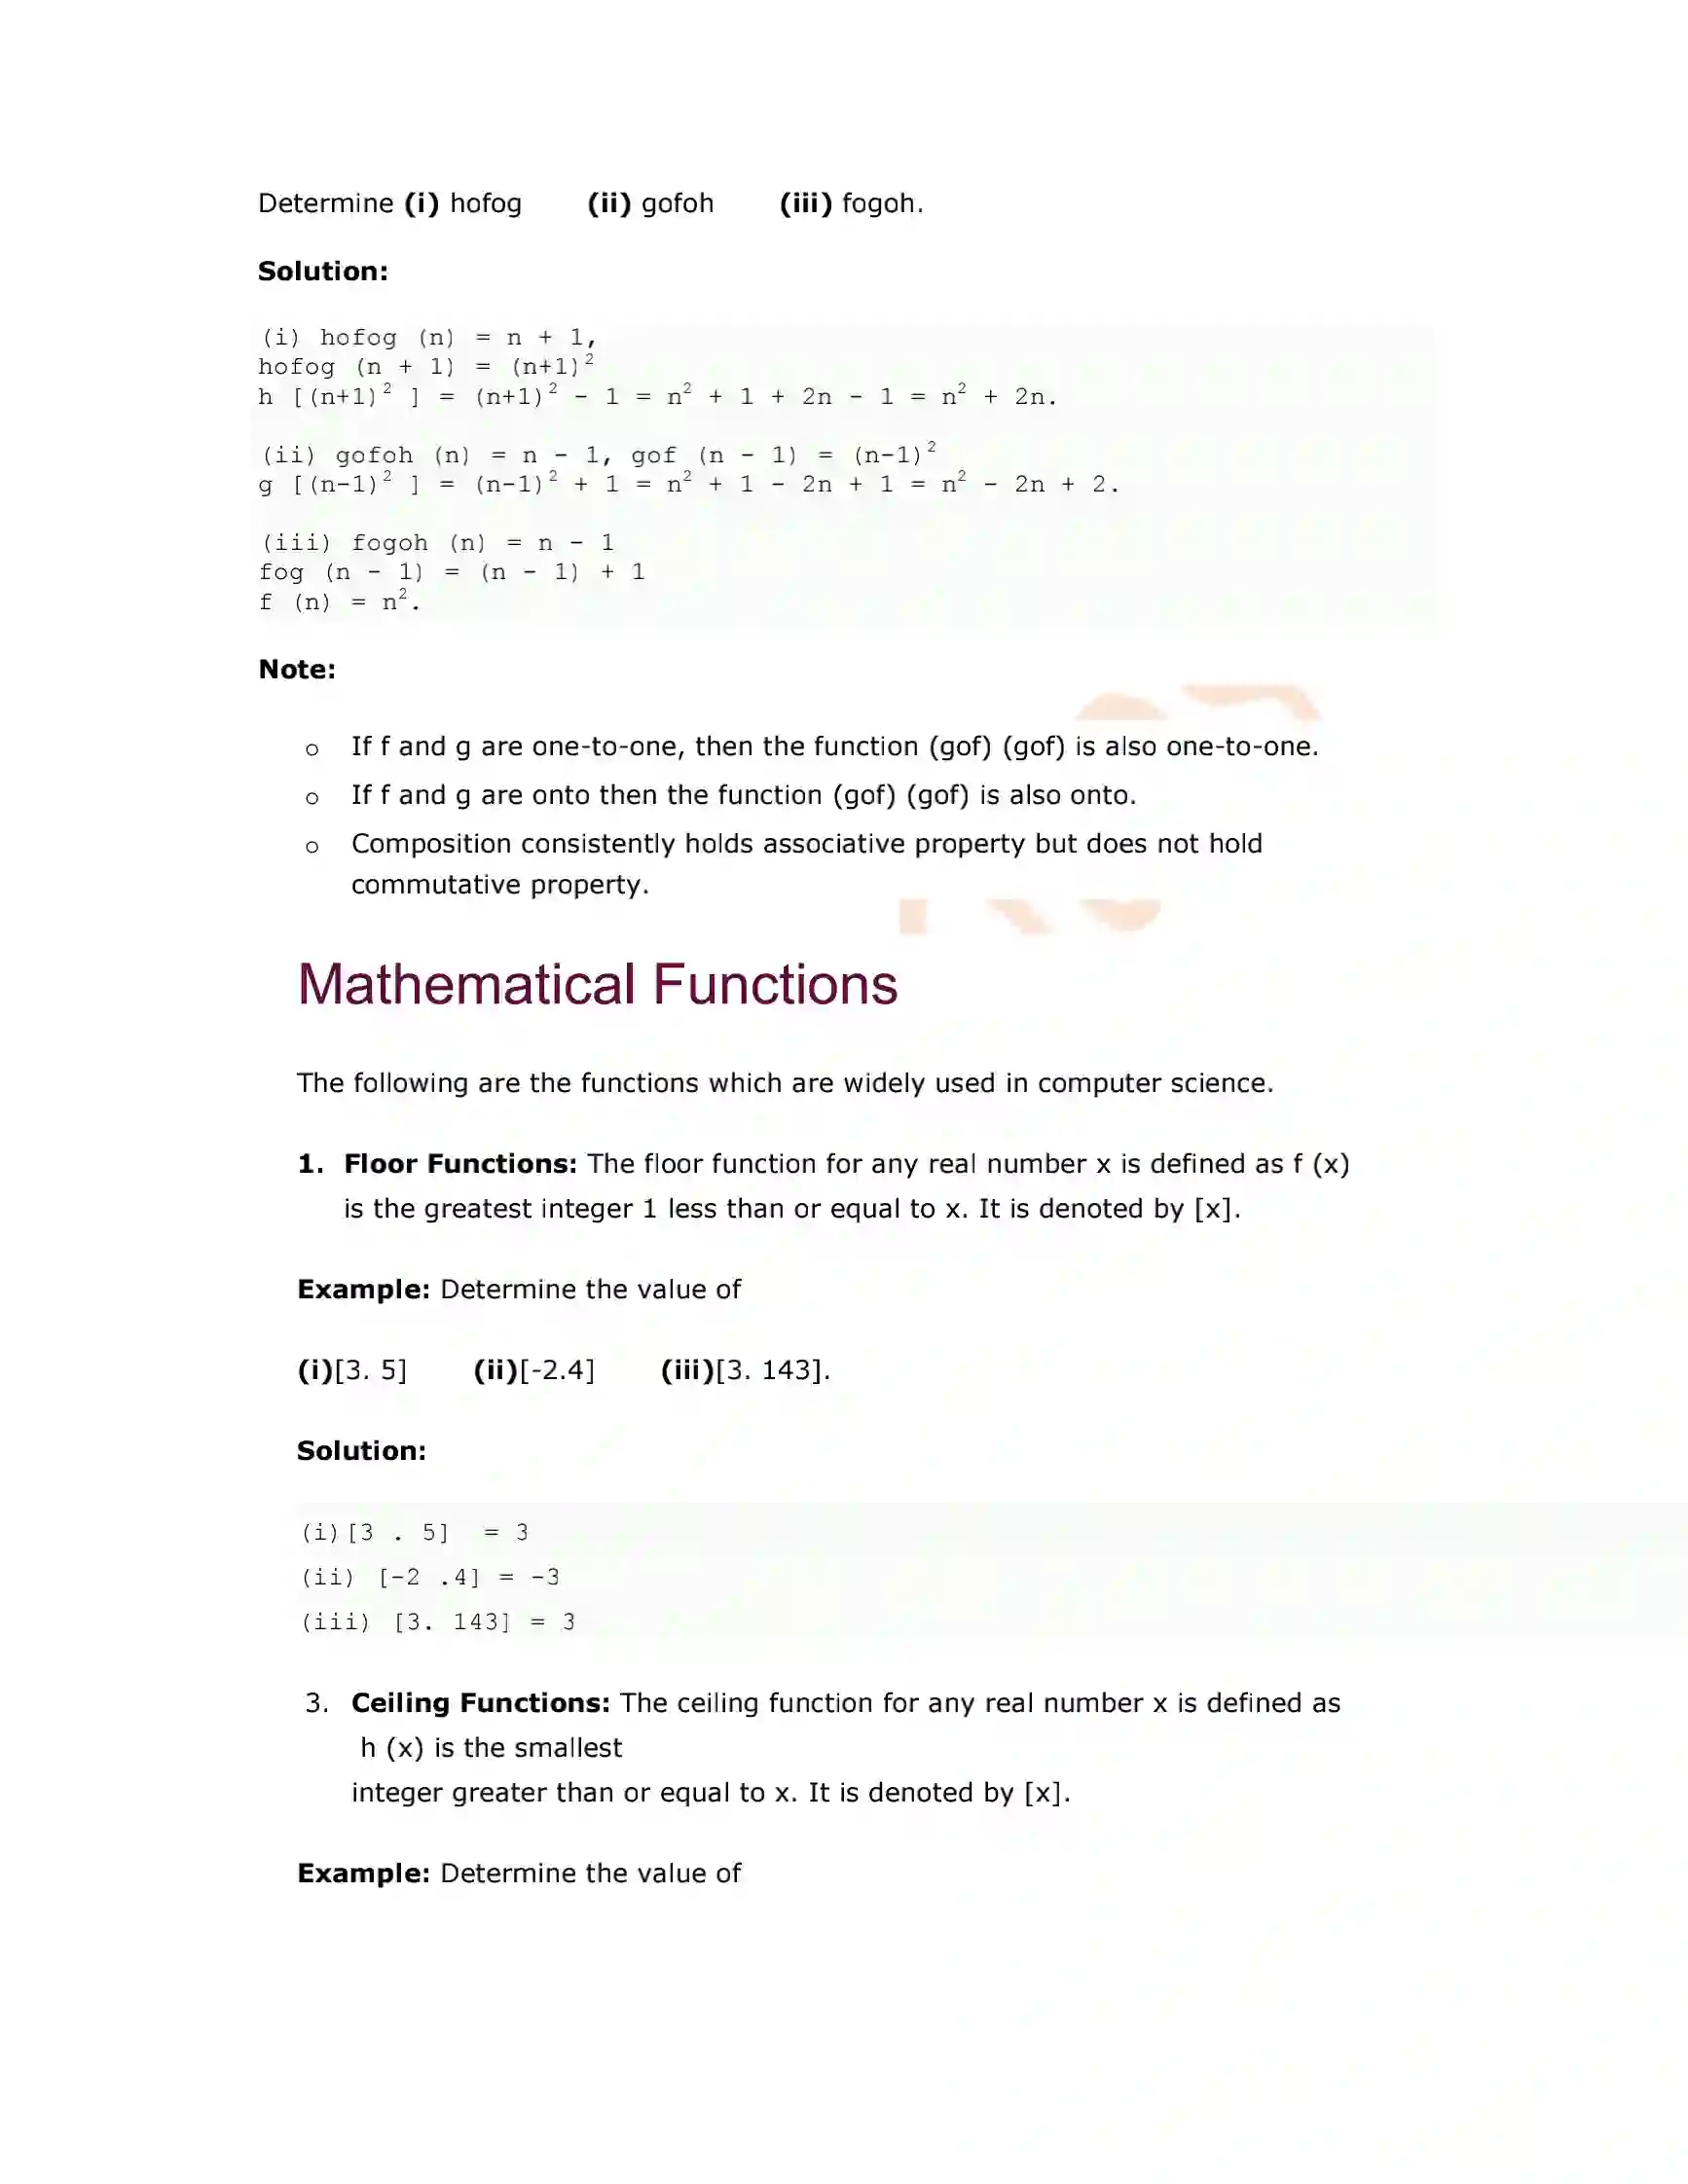 Determine (i) hofog (ii) gofoh (iii) fogoh.
Solution:
(i) hofog (n) = n + 1,
hofog (n + 1) = (n+1)²
h [(n+1)² ] = (n+1)² - 1 = n² + 1 + 2n - 1 = n² + 2n.
(ii) gofoh (n) = n - 1, gof (n - 1) = (n-1)²
g [(n-1)² ] = (n-1)² + 1 = n² + 1 - 2n + 1 = n² - 2n + 2.
(iii) fogoh (n) = n - 1
fog (n - 1) = (n - 1) + 1
f (n) = n².
Note:
o If f and g are one-to-one, then the function (gof) (gof) is also one-to-one.
o If f and g are onto then the function (gof) (gof) is also onto.
o Composition consistently holds associative property but does not hold
commutative property.
Mathematical Functions
The following are the functions which are widely used in computer science.
1. Floor Functions: The floor function for any real number x is defined as f (x)
is the greatest integer 1 less than or equal to x. It is denoted by [x].
Example: Determine the value of
(i)[3. 5] (ii)[-2.4] (iii)[3. 143].
Solution:
(i)[3 . 5] = 3
(ii) [-2 .4] = -3
(iii) [3. 143] = 3
3. Ceiling Functions: The ceiling function for any real number x is defined as
h (x) is the smallest
integer greater than or equal to x. It is denoted by [x].
Example: Determine the value of